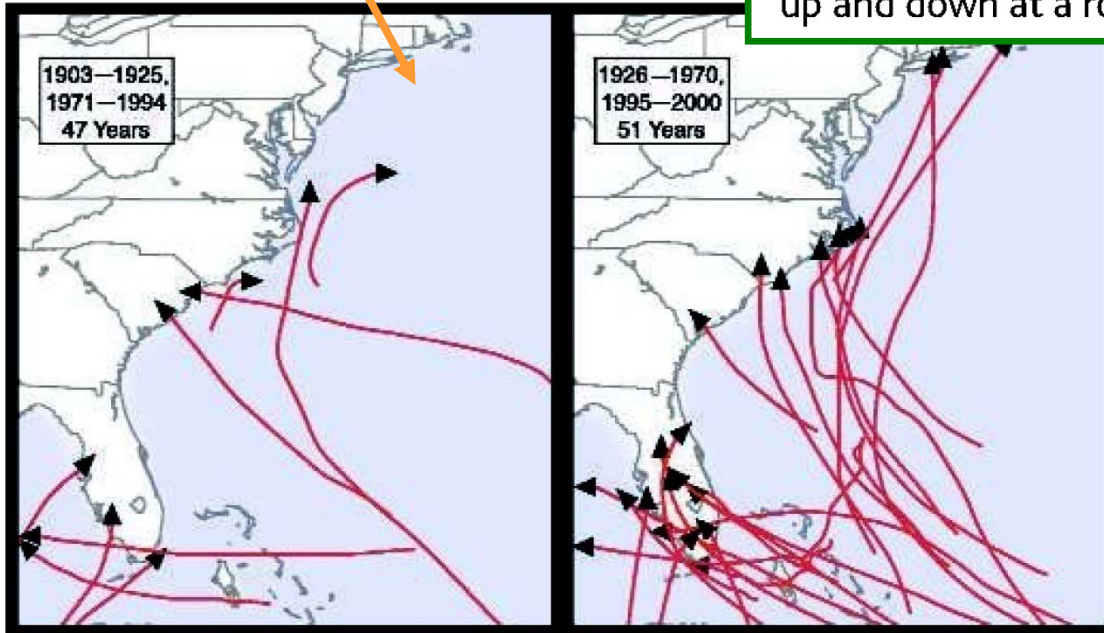 up and down at a ro
1903—1925,
1971—1994
47 Years
1926—1970,
1995—2000
51 Years